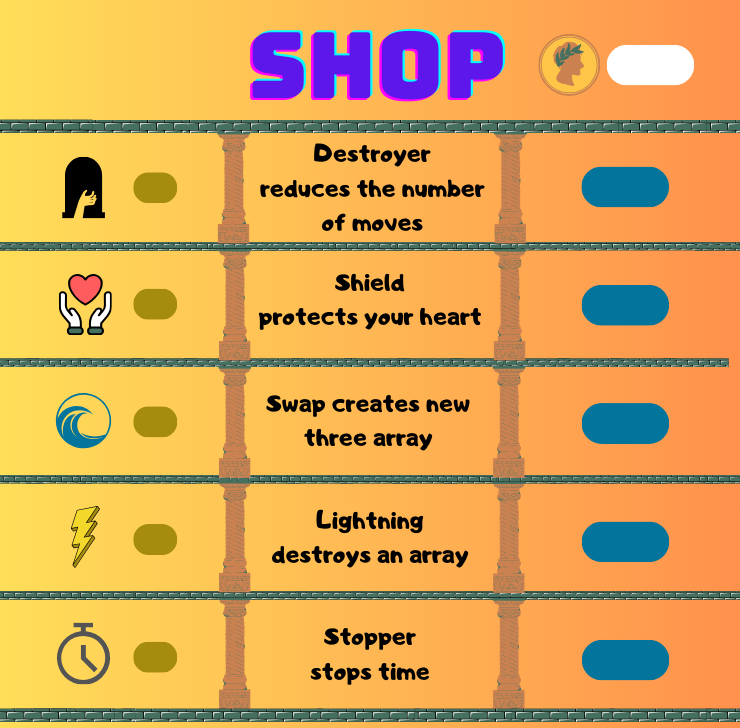 SHOP
Destroyer
reduces the number
of moves
Shield
protects your heart
Swap creates new
three array
Lightning
destroys an array
Stopper
stops time